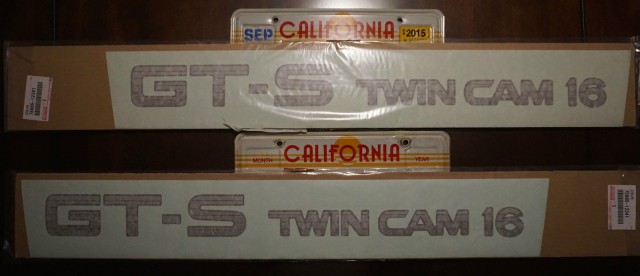 SEP CALIFORNIA 2015
GT-S TWIN CAM 16
CALIFORNIA
MONTH YEAR
GT-S TWIN CAM 16